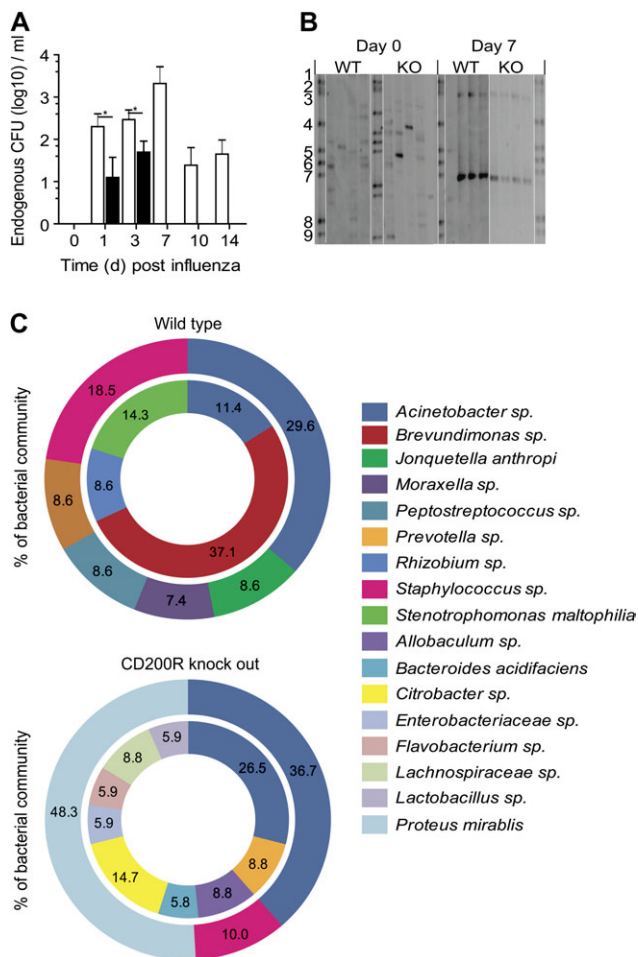 A
Endogenous CFU (log10) / ml
4
3
2
1
0
* *
0 1 3 7 10 14
Time (d) post influenza
B
Day 0 Day 7
WT KO WT KO
1
2
3
4
5
6
7
8
9
C
Wild type
% of bacterial community
18.5
14.3
11.4
29.6
8.6
8.6
37.1
8.6
7.4
8.6
CD200R knock out
% of bacterial community
5.9
8.8
26.5
36.7
5.9
48.3
5.9
8.8
14.7
8.8
5.8
10.0
Acinetobacter sp.
Brevundimonas sp.
Jonquetella anthropi
Moraxella sp.
Peptostreptococcus sp.
Prevotella sp.
Rhizobium sp.
Staphylococcus sp.
Stenotrophomonas maltophilia
Allobaculum sp.
Bacteroides acidifaciens
Citrobacter sp.
Enterobacteriaceae sp.
Flavobacterium sp.
Lachnospiraceae sp.
Lactobacillus sp.
Proteus mirablis